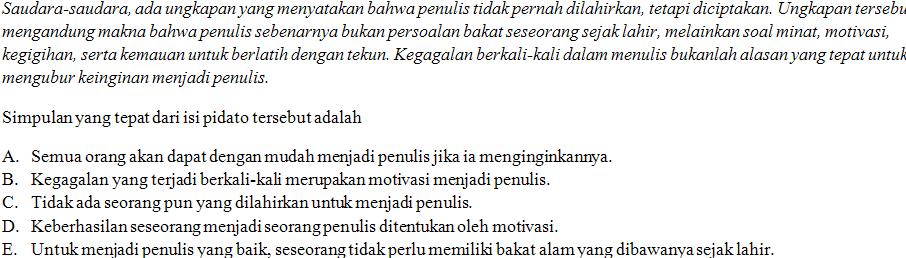 Saudara-saudara, ada ungkapan yang menyatakan bahwa penulis tidak pernah dilahirkan, tetapi diciptakan. Ungkapan tersebu
mengandung makna bahwa penulis sebenarnya bukan persoalan bakat seseorang sejak lahir, melainkan soal minat, motivasi,
kegigihan, serta kemauan untuk berlatih dengan tekun. Kegagalan berkali-kali dalam menulis bukanlah alasan yang tepat untuk
mengubur keinginan menjadi penulis.
Simpulan yang tepat dari isi pidato tersebut adalah
A. Semua orang akan dapat dengan mudah menjadi penulis jika ia menginginkannya.
B. Kegagalan yang terjadi berkali-kali merupakan motivasi menjadi penulis.
C. Tidak ada seorang pun yang dilahirkan untuk menjadi penulis.
D. Keberhasilan seseorang menjadi seorang penulis ditentukan oleh motivasi.
E. Untuk menjadi penulis yang baik, seseorang tidak perlu memiliki bakat alam yang dibawanya sejak lahir.